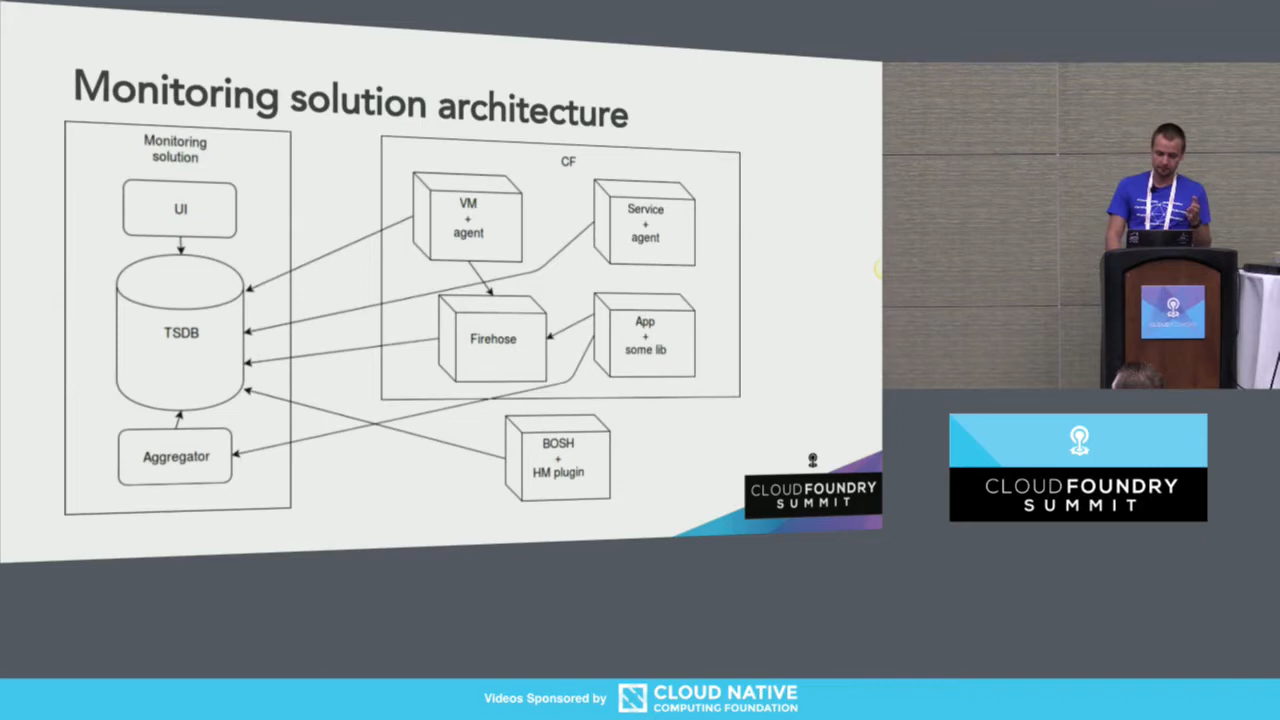 Monitoring solution architecture
Monitoring
solution
UI
TSDB
Aggregator
CF
VM
+
agent
Service
+
agent
Firehose
App
+
some lib
BOSH
+
HM plugin
CLOUDFOUNDRY
SUMMIT
CLOUDFOUNDRY
CLOUDFOUNDRY
SUMMIT
Videos Sponsored by
CLOUD NATIVE
COMPUTING FOUNDATION